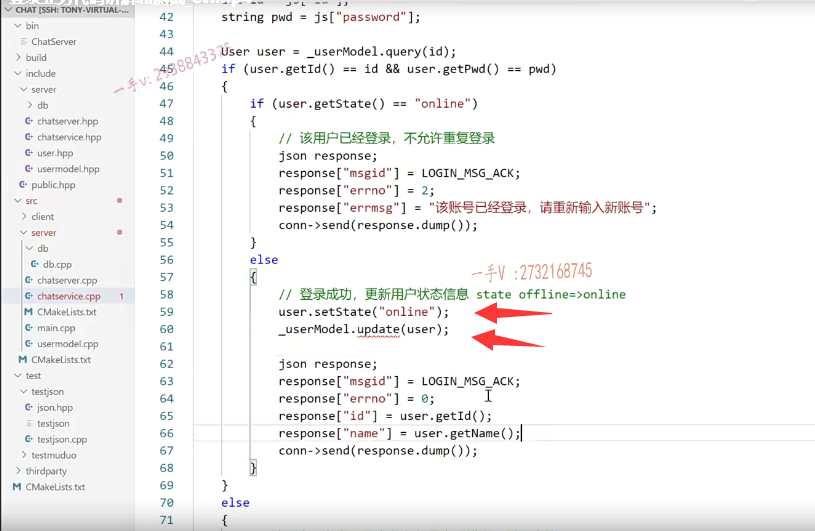 CHAT [SSH: TONY-VIRTUAL-...
bin
ChatServer
build
include
server
db
chatserver.hpp
chatservice.hpp
user.hpp
usermodel.hpp
public.hpp
src
client
server
db
db.cpp
chatserver.cpp
chatservice.cpp 1
CMakeLists.txt
main.cpp
usermodel.cpp
CMakeLists.txt
test
testjson
json.hpp
testjson
testjson.cpp
testmuduo
thirdparty
CMakeLists.txt
42 string pwd = js["password"];
43
44 User user = _userModel.query(id);
45 if (user.getId() == id && user.getPwd() == pwd)
46 {
47 if (user.getState() == "online")
48 {
49 // 该用户已经登录，不允许重复登录
50 json response;
51 response["msgid"] = LOGIN_MSG_ACK;
52 response["errno"] = 2;
53 response["errmsg"] = "该账号已经登录，请重新输入新账号";
54 conn->send(response.dump());
55 }
56 else
57 {
58 // 登录成功，更新用户状态信息 state offline=>online
59 user.setState("online");
60 _userModel.update(user);
61
62 json response;
63 response["msgid"] = LOGIN_MSG_ACK;
64 response["errno"] = 0;
65 response["id"] = user.getId();
66 response["name"] = user.getName();
67 conn->send(response.dump());
68 }
69 }
70 else
71 {
一手V :2732168745